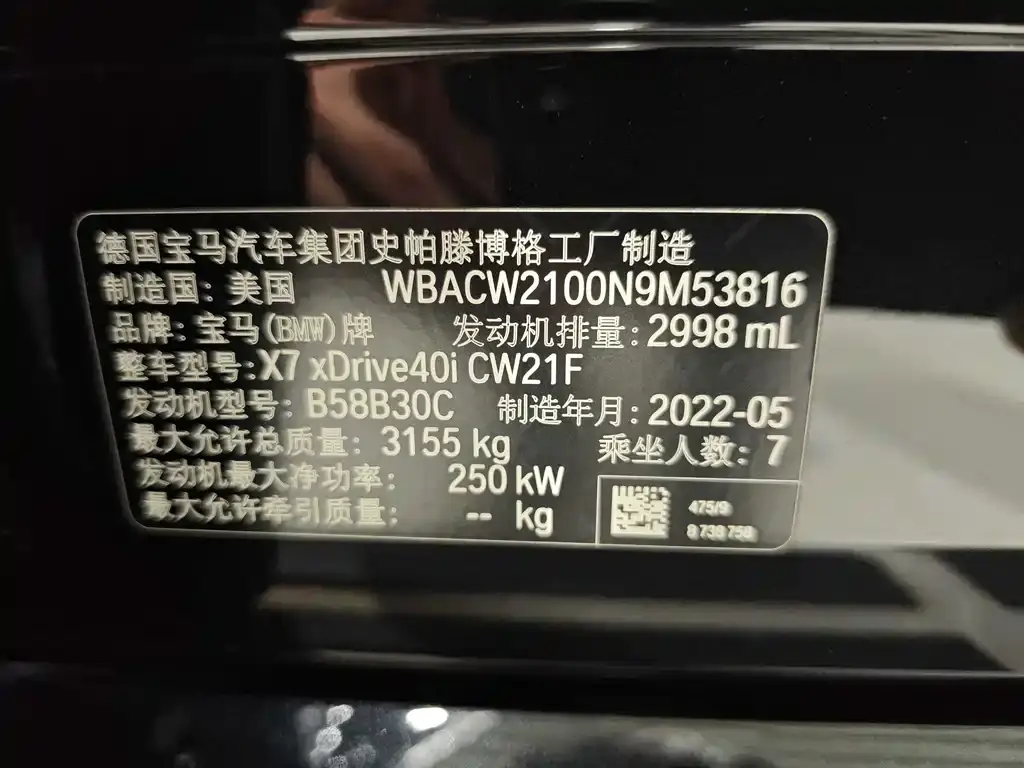 德国宝马汽车集团史帕滕博格工厂制造
制造国: 美国 WBACW2100N9M53816
品牌: 宝马(BMW)牌 发动机排量: 2998 mL
整车型号: X7 xDrive40i CW21F
发动机型号: B58B30C 制造年月: 2022-05
最大允许总质量: 3155 kg 乘坐人数: 7
发动机最大净功率: 250 kW
最大允许牵引质量: -- kg
475/9
8 738 758